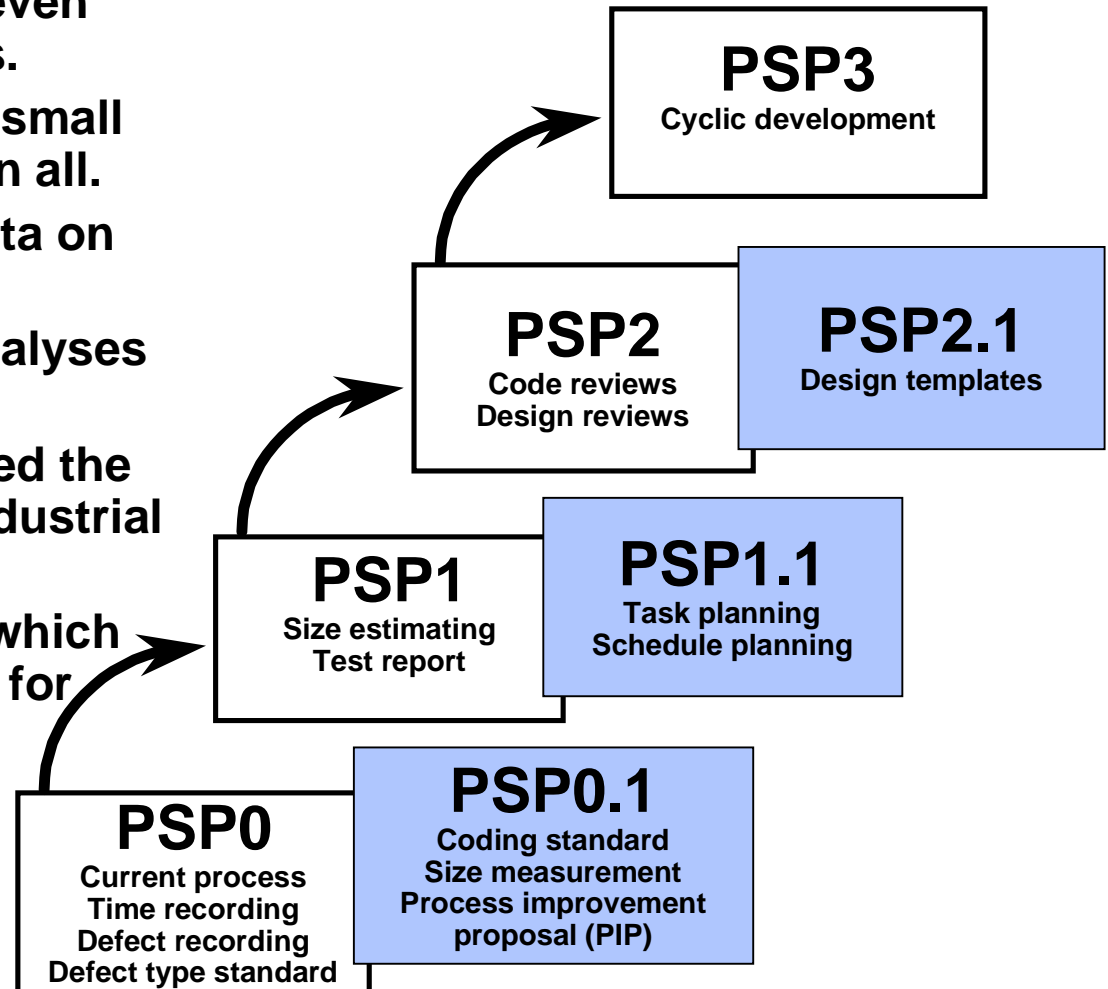 even
s.
small
n all.
ta on
alyses
ed the
dustrial
which
for
PSP3
Cyclic development
PSP2
Code reviews
Design reviews
PSP2.1
Design templates
PSP1
Size estimating
Test report
PSP1.1
Task planning
Schedule planning
PSP0
Current process
Time recording
Defect recording
Defect type standard
PSP0.1
Coding standard
Size measurement
Process improvement
proposal (PIP)